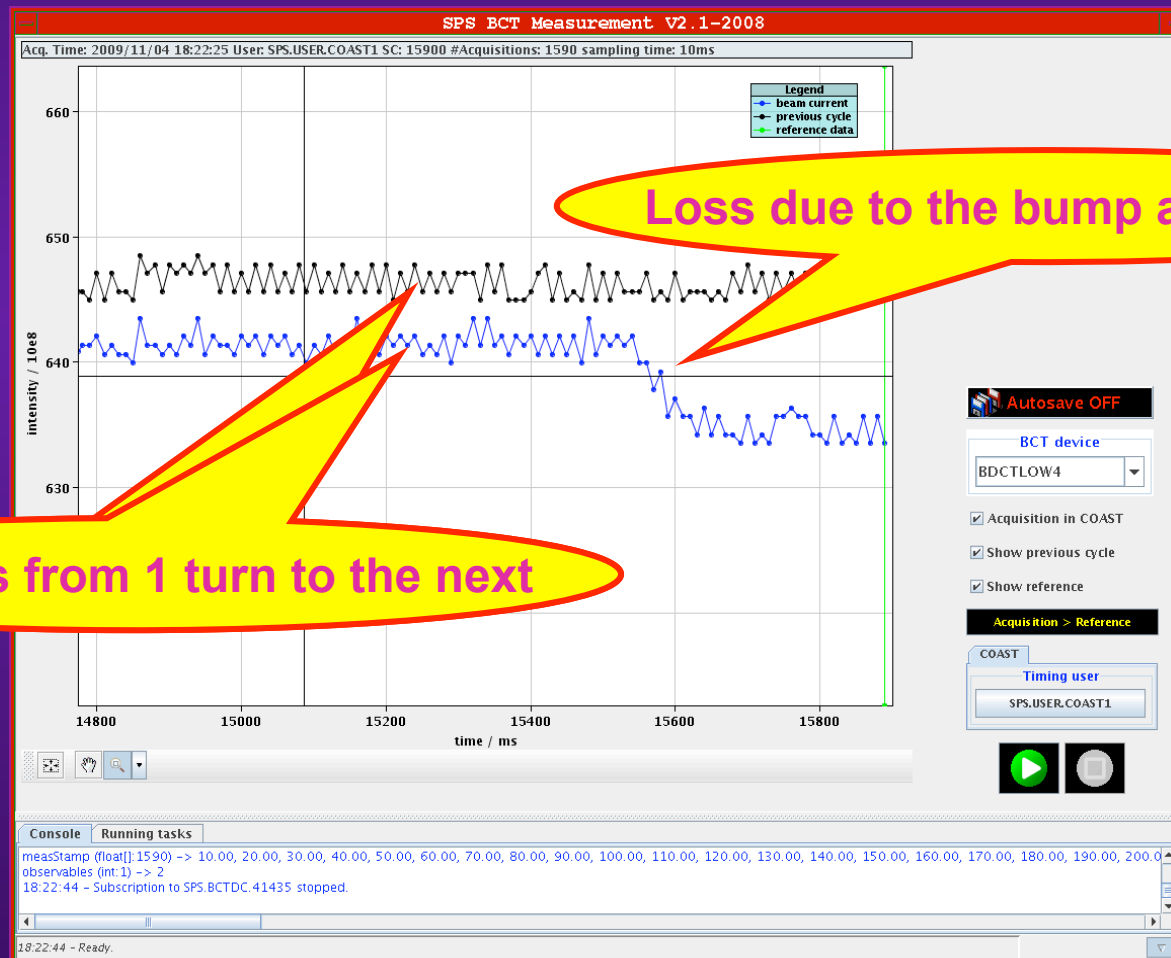 SPS BCT Measurement V2.1-2008
Acq. Time: 2009/11/04 18:22:25 User: SPS.USER.COAST1 SC: 15900 #Acquisitions: 1590 sampling time: 10ms
Legend
beam current
previous cycle
reference data
660
650
640
630
intensity / 10e8
Loss due to the bump a
s from 1 turn to the next
14800
15000
15200
15400
15600
15800
time / ms
Autosave OFF
BCT device
BDCTLOW4
Acquisition in COAST
Show previous cycle
Show reference
Acquisition > Reference
COAST
Timing user
SPS.USER.COAST1
Console
Running tasks
measStamp (float[]:1590) -> 10.00, 20.00, 30.00, 40.00, 50.00, 60.00, 70.00, 80.00, 90.00, 100.00, 110.00, 120.00, 130.00, 140.00, 150.00, 160.00, 170.00, 180.00, 190.00, 200.0
observables (int:1) -> 2
18:22:44 - Subscription to SPS.BCTDC.41435 stopped.
18:22:44 - Ready.